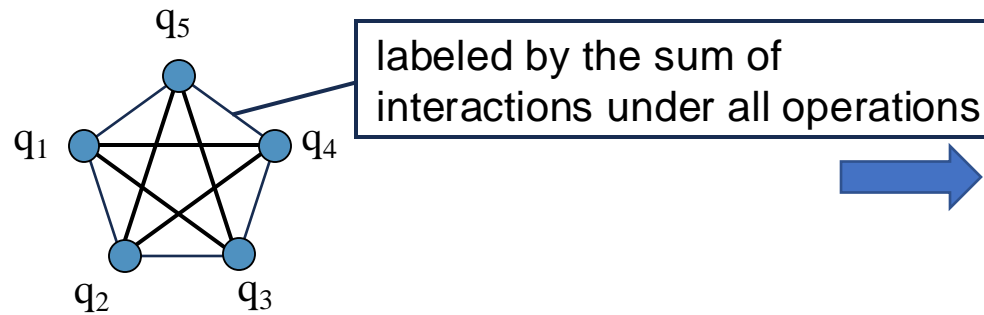 q5
labeled by the sum of
interactions under all operations
q1
q4
q2
q3